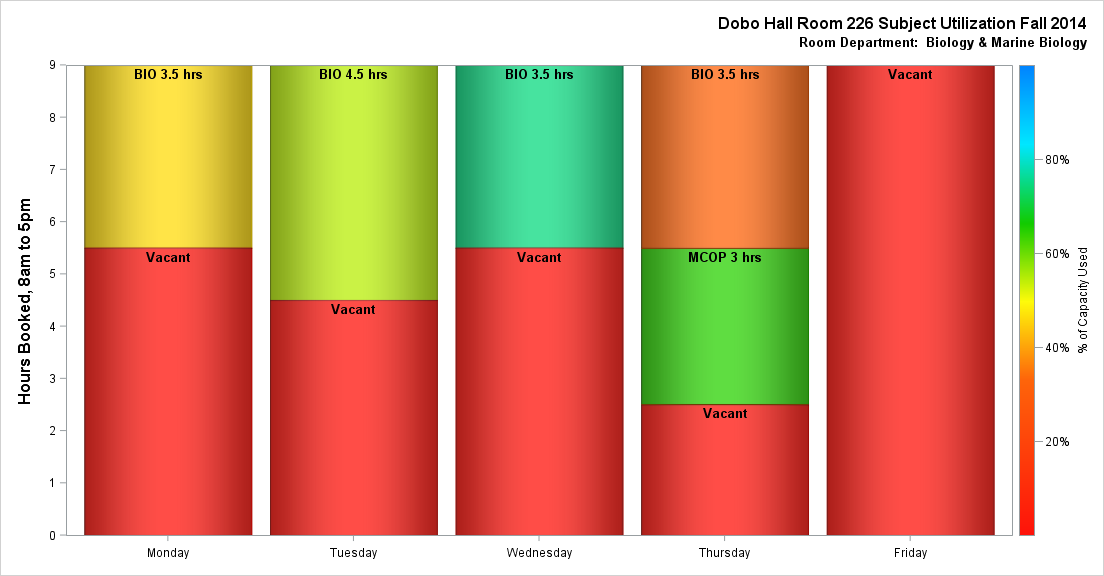 Dobo Hall Room 226 Subject Utilization Fall 2014
Room Department:  Biology & Marine Biology
Hours Booked, 8am to 5pm
9
8
7
6
5
4
3
2
1
0
BIO 3.5 hrs
Vacant
BIO 4.5 hrs
Vacant
BIO 3.5 hrs
Vacant
BIO 3.5 hrs
MCOP 3 hrs
Vacant
Vacant
Monday
Tuesday
Wednesday
Thursday
Friday
80%
60%
40%
20%
% of Capacity Used